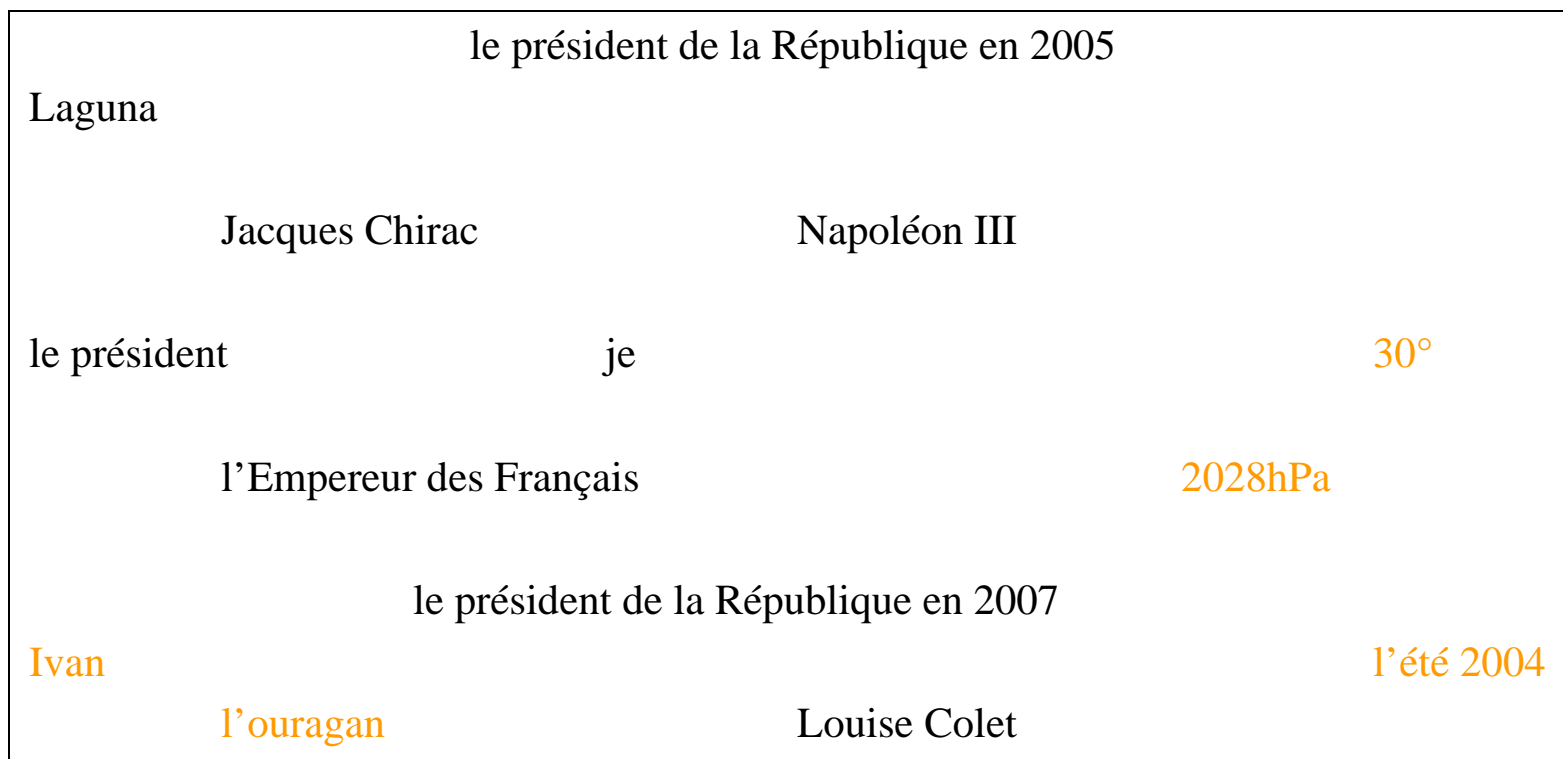 le président de la République en 2005
Laguna
Jacques Chirac Napoléon III
le président je 30°
l’Empereur des Français 2028hPa
le président de la République en 2007
Ivan l’été 2004
l’ouragan Louise Colet